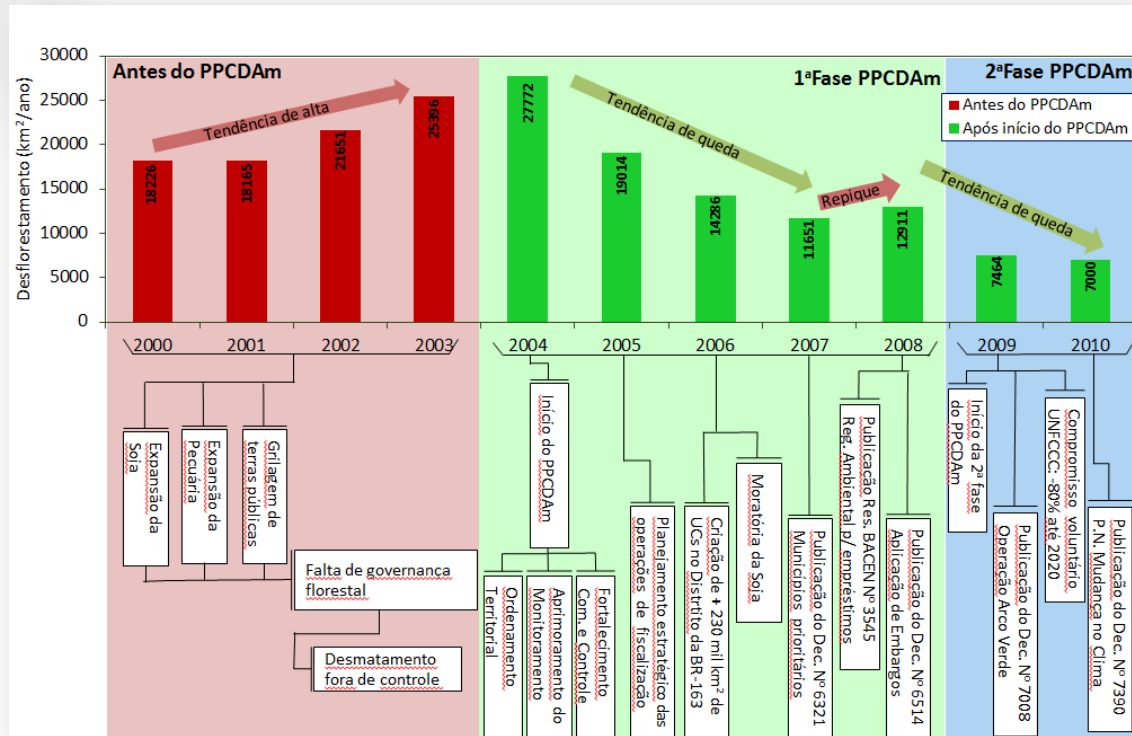 Antes do PPCDAm
1ªFase PPCDAm
2ªFase PPCDAm
Antes do PPCDAm
Após início do PPCDAm
Desflorestamento (km²/ano)
30000
25000
20000
15000
10000
5000
0
Tendência de alta
Tendência de queda
Repique
Tendência de queda
18226
18165
21651
25396
27772
19014
14286
11651
12911
7464
7000
2000
2001
2002
2003
2004
2005
2006
2007
2008
2009
2010
Expansão da
Soja
Expansão da
Pecuária
Grilagem de
terras públicas
Falta de governança
florestal
Desmatamento
fora de controle
Início do PPCDAm
Ordenamento
Territorial
Aprimoramento do
Monitoramento
Fortalecimento
Com. e Controle
Planejamento estratégico das
operações de fiscalização
Criação de + 230 mil km² de
UCs no Distrtito da BR-163
Moratória da Soja
Publicação do Dec. Nº 6321
Municípios prioritários
Publicação Res. BACEN Nº 3545
Reg. Ambiental p/ empréstimos
Publicação do Dec. Nº 6514
Aplicação de Embargos
Início da 2ª fase
do PPCDAm
Publicação do Dec. Nº 7008
Operação Arco Verde
Compromisso voluntário
UNFCCC: -80% até 2020
Publicação do Dec. Nº 7390
P.N. Mudança no Clima